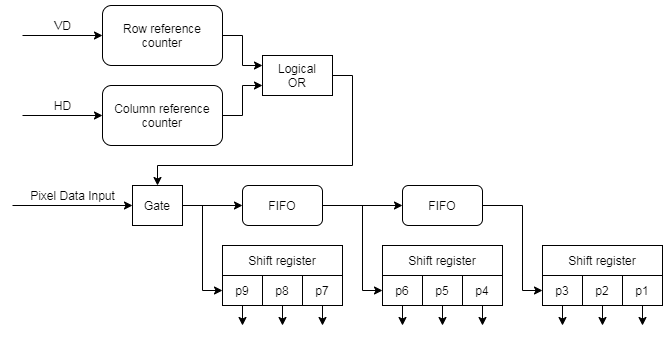 VD
Row reference
counter
Logical
OR
HD
Column reference
counter
Pixel Data Input
Gate
FIFO
FIFO
Shift register
p9 p8 p7
Shift register
p6 p5 p4
Shift register
p3 p2 p1